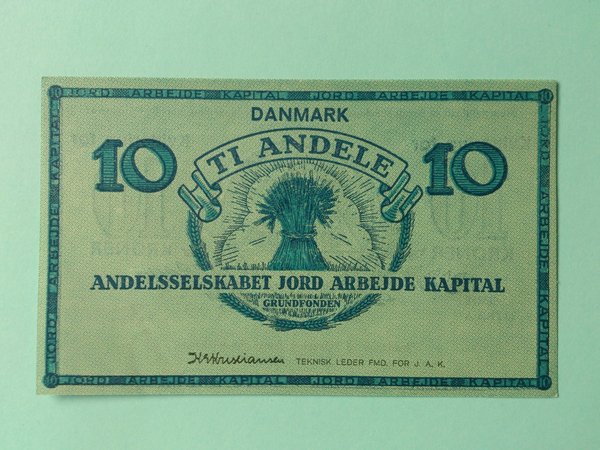 JORD ARBEJDE KAPITAL JORD ARBEJDE KAPITAL
DANMARK
10 TI ANDELE 10
ANDELSSELSKABET JORD ARBEJDE KAPITAL
GRUNDFONDEN
TEKNISK LEDER FMD. FOR J. A. K.
JORD ARBEJDE KAPITAL JORD ARBEJDE KAPITAL